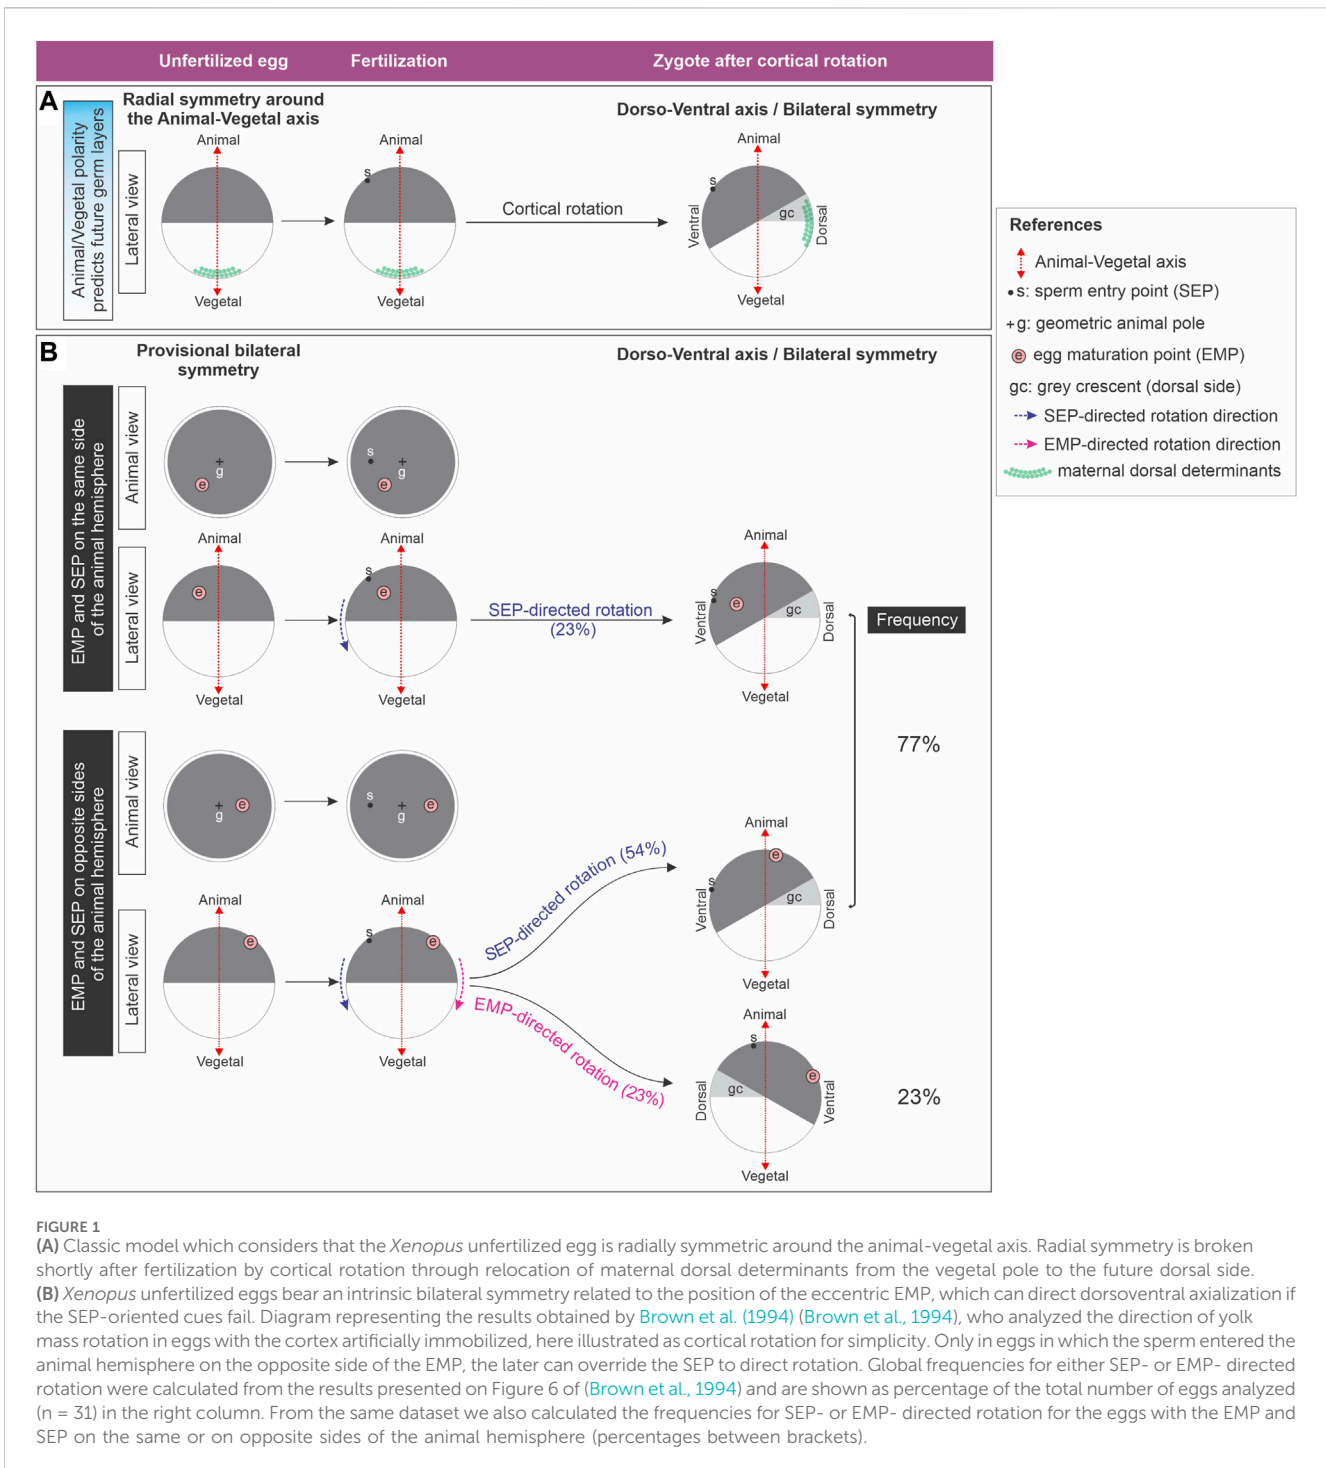 Unfertilized egg
Fertilization
Zygote after cortical rotation
A
Animal/Vegetal polarity
predicts future germ layers
Lateral view
Radial symmetry around
the Animal-Vegetal axis
Dorso-Ventral axis / Bilateral symmetry
Animal
Vegetal
Animal
s
Vegetal
Cortical rotation
Animal
s
gc
Ventral
Dorsal
Vegetal
References
Animal-Vegetal axis
s: sperm entry point (SEP)
+g: geometric animal pole
e egg maturation point (EMP)
gc: grey crescent (dorsal side)
SEP-directed rotation direction
EMP-directed rotation direction
maternal dorsal determinants
B
Provisional bilateral
symmetry
Dorso-Ventral axis / Bilateral symmetry
EMP and SEP on the same side
of the animal hemisphere
Animal view
+
g
e
s
+
g
e
Lateral view
Animal
e
Vegetal
Animal
s
e
Vegetal
SEP-directed rotation
(23%)
Animal
s
e
gc
Ventral
Dorsal
Vegetal
Frequency
77%
EMP and SEP on opposite sides
of the animal hemisphere
Animal view
+
g
e
s
+
g
e
Lateral view
Animal
e
Vegetal
Animal
s
e
Vegetal
SEP-directed rotation (54%)
EMP-directed rotation (23%)
Animal
s
e
gc
Ventral
Dorsal
Vegetal
Animal
s
e
gc
Dorsal
Ventral
Vegetal
23%
FIGURE 1
(A) Classic model which considers that the Xenopus unfertilized egg is radially symmetric around the animal-vegetal axis. Radial symmetry is broken
shortly after fertilization by cortical rotation through relocation of maternal dorsal determinants from the vegetal pole to the future dorsal side.
(B) Xenopus unfertilized eggs bear an intrinsic bilateral symmetry related to the position of the eccentric EMP, which can direct dorsoventral axialization if
the SEP-oriented cues fail. Diagram representing the results obtained by Brown et al. (1994) (Brown et al., 1994), who analyzed the direction of yolk
mass rotation in eggs with the cortex artificially immobilized, here illustrated as cortical rotation for simplicity. Only in eggs in which the sperm entered the
animal hemisphere on the opposite side of the EMP, the later can override the SEP to direct rotation. Global frequencies for either SEP- or EMP- directed
rotation were calculated from the results presented on Figure 6 of (Brown et al., 1994) and are shown as percentage of the total number of eggs analyzed
(n = 31) in the right column. From the same dataset we also calculated the frequencies for SEP- or EMP- directed rotation for the eggs with the EMP and
SEP on the same or on opposite sides of the animal hemisphere (percentages between brackets).